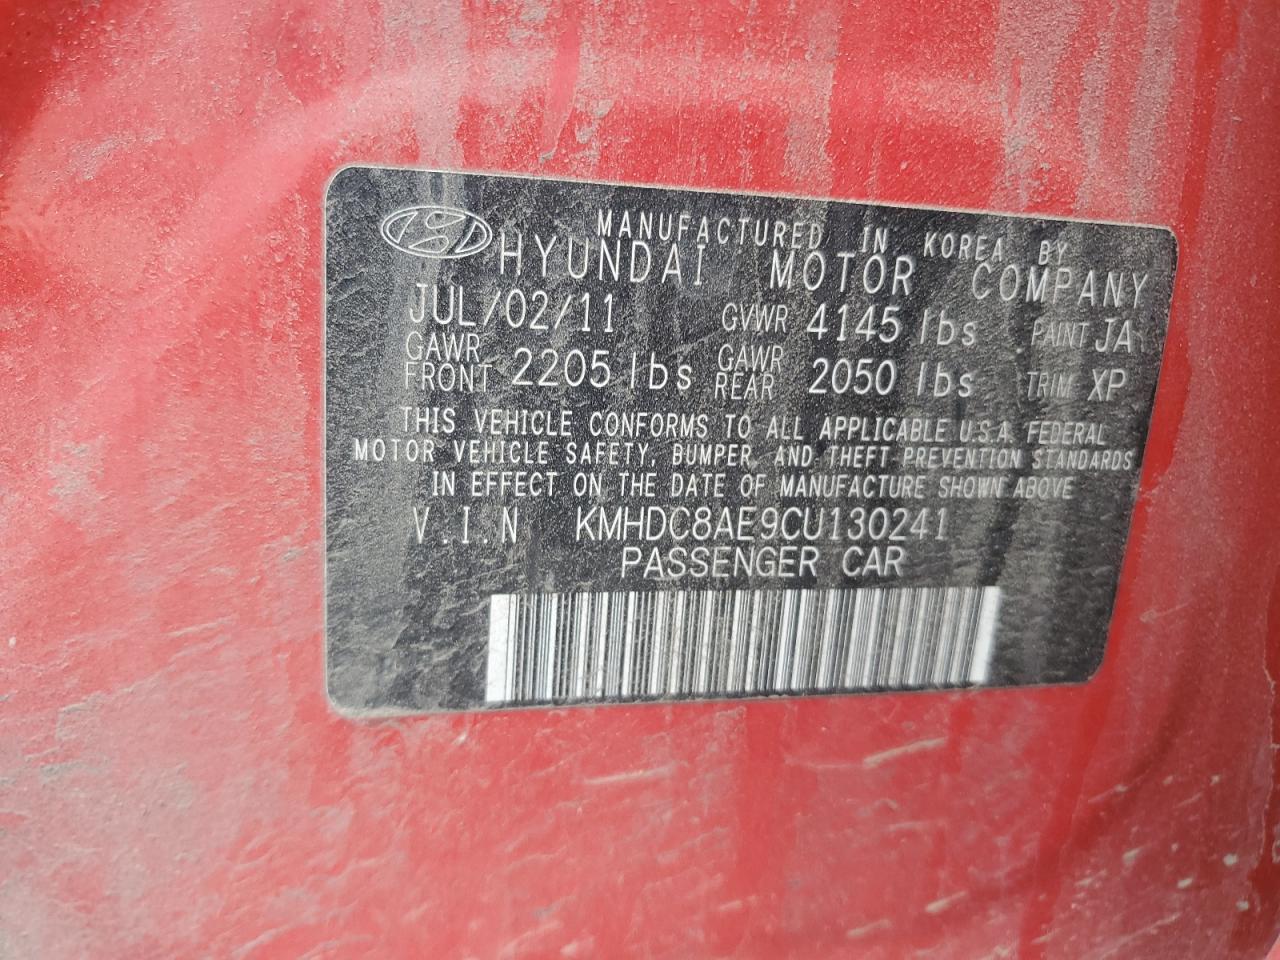 MANUFACTURED IN KOREA BY
HYUNDAI MOTOR COMPANY
JUL/02/11 GVWR 4145 lbs PAINT JA
GAWR FRONT 2205 lbs GAWR REAR 2050 lbs TRIM XP
THIS VEHICLE CONFORMS TO ALL APPLICABLE U.S.A. FEDERAL
MOTOR VEHICLE SAFETY, BUMPER, AND THEFT PREVENTION STANDARDS
IN EFFECT ON THE DATE OF MANUFACTURE SHOWN ABOVE
V.I.N KMHDC8AE9CU130241
PASSENGER CAR